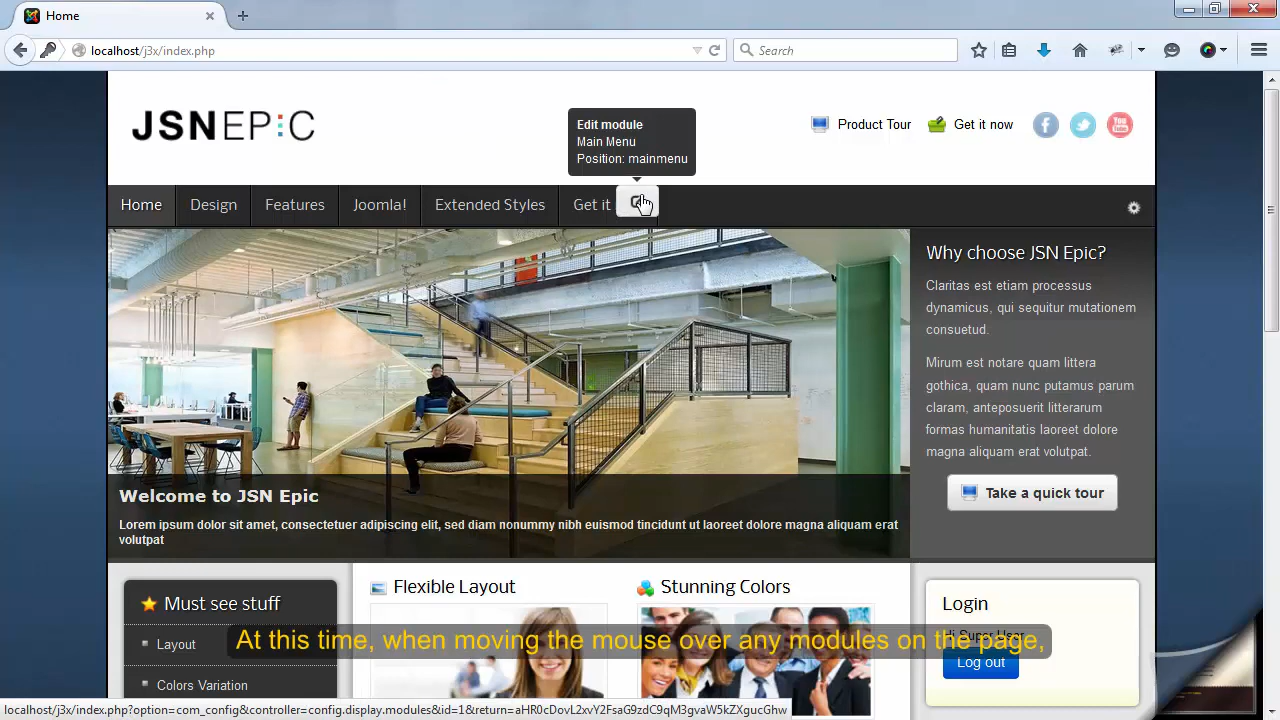 Home
localhost/j3x/index.php
Search
JSNEPIC
Edit module
Main Menu
Position: mainmenu
Product Tour
Get it now
You
Tube
Home
Design
Features
Joomla!
Extended Styles
Get it
Why choose JSN Epic?
Claritas est etiam processus
dynamicus, qui sequitur mutationem
consuetud.
Mirum est notare quam littera
gothica, quam nunc putamus parum
claram, anteposuerit litterarum
formas humanitatis laoreet dolore
magna aliquam erat volutpat.
Take a quick tour
Welcome to JSN Epic
Lorem ipsum dolor sit amet, consectetuer adipiscing elit, sed diam nonummy nibh euismod tincidunt ut laoreet dolore magna aliquam erat
volutpat
Must see stuff
Layout
Colors Variation
Flexible Layout
Stunning Colors
Login
Hi Super User,
Log out
At this time, when moving the mouse over any modules on the page,
localhost/j3x/index.php?option=com_config&controller=config.display.modules&id=1&return=aHR0cDovL2xvY2FsaG9zdC9qM3gvaW5kZXgucGhw